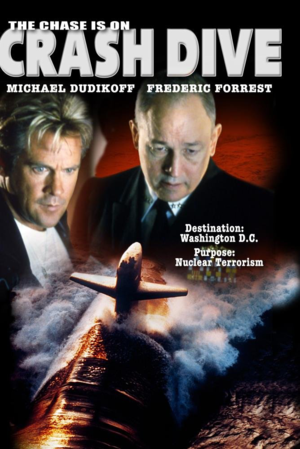 THE CHASE IS ON
CRASH DIVE
MICHAEL DUDIKOFF FREDERIC FORREST
Destination:
Washington D.C.
Purpose:
Nuclear Terrorism